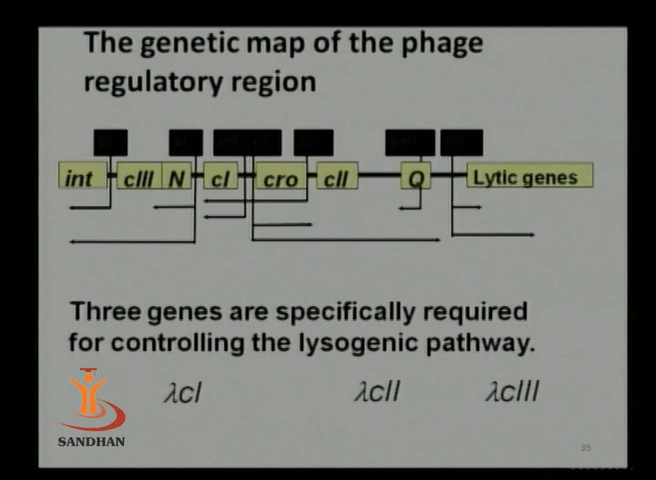 The genetic map of the phage
regulatory region
int cIII N cI cro cII Q Lytic genes
Three genes are specifically required
for controlling the lysogenic pathway.
λcI λcII λcIII
SANDHAN
35